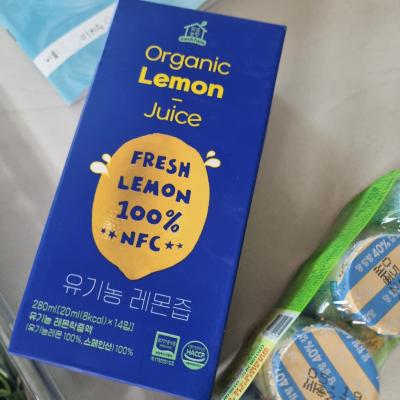 Organic
Lemon
Juice
FRESH
LEMON
100%
NFC
유기농 레몬즙
280ml(20ml(8kcal)×14입)
유기농 레몬착즙액
(유기농레몬 100%, 스페인산)100%
HACCP